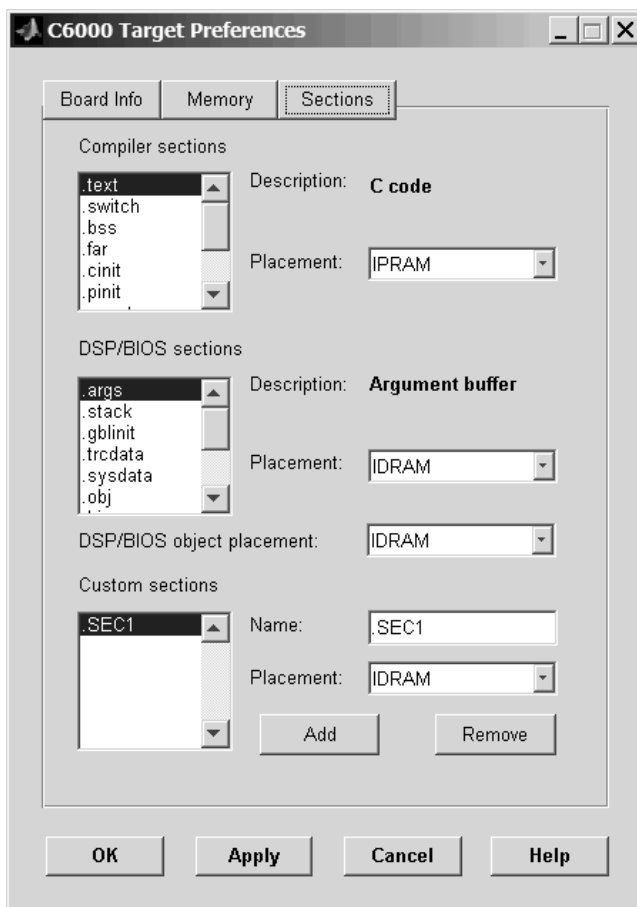 C6000 Target Preferences
Board Info Memory Sections
Compiler sections
.text
.switch
.bss
.far
.cinit
.pinit
Description: C code
Placement: IPRAM
DSP/BIOS sections
.args
.stack
.gblinit
.trcdata
.sysdata
.obj
Description: Argument buffer
Placement: IDRAM
DSP/BIOS object placement: IDRAM
Custom sections
.SEC1
Name: .SEC1
Placement: IDRAM
Add Remove
OK Apply Cancel Help